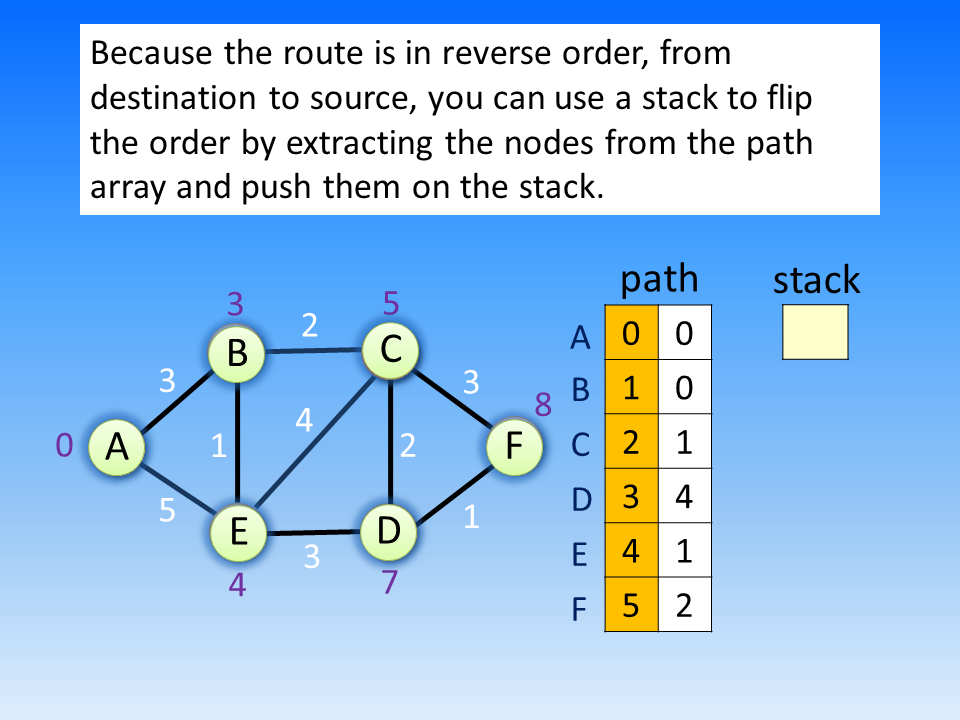 Because the route is in reverse order, from
destination to source, you can use a stack to flip
the order by extracting the nodes from the path
array and push them on the stack.
path stack
3 5
2
B C
3 3
8
4
0 A 1 2 F
5 1
E D
3
4 7
A 0 0
B 1 0
C 2 1
D 3 4
E 4 1
F 5 2